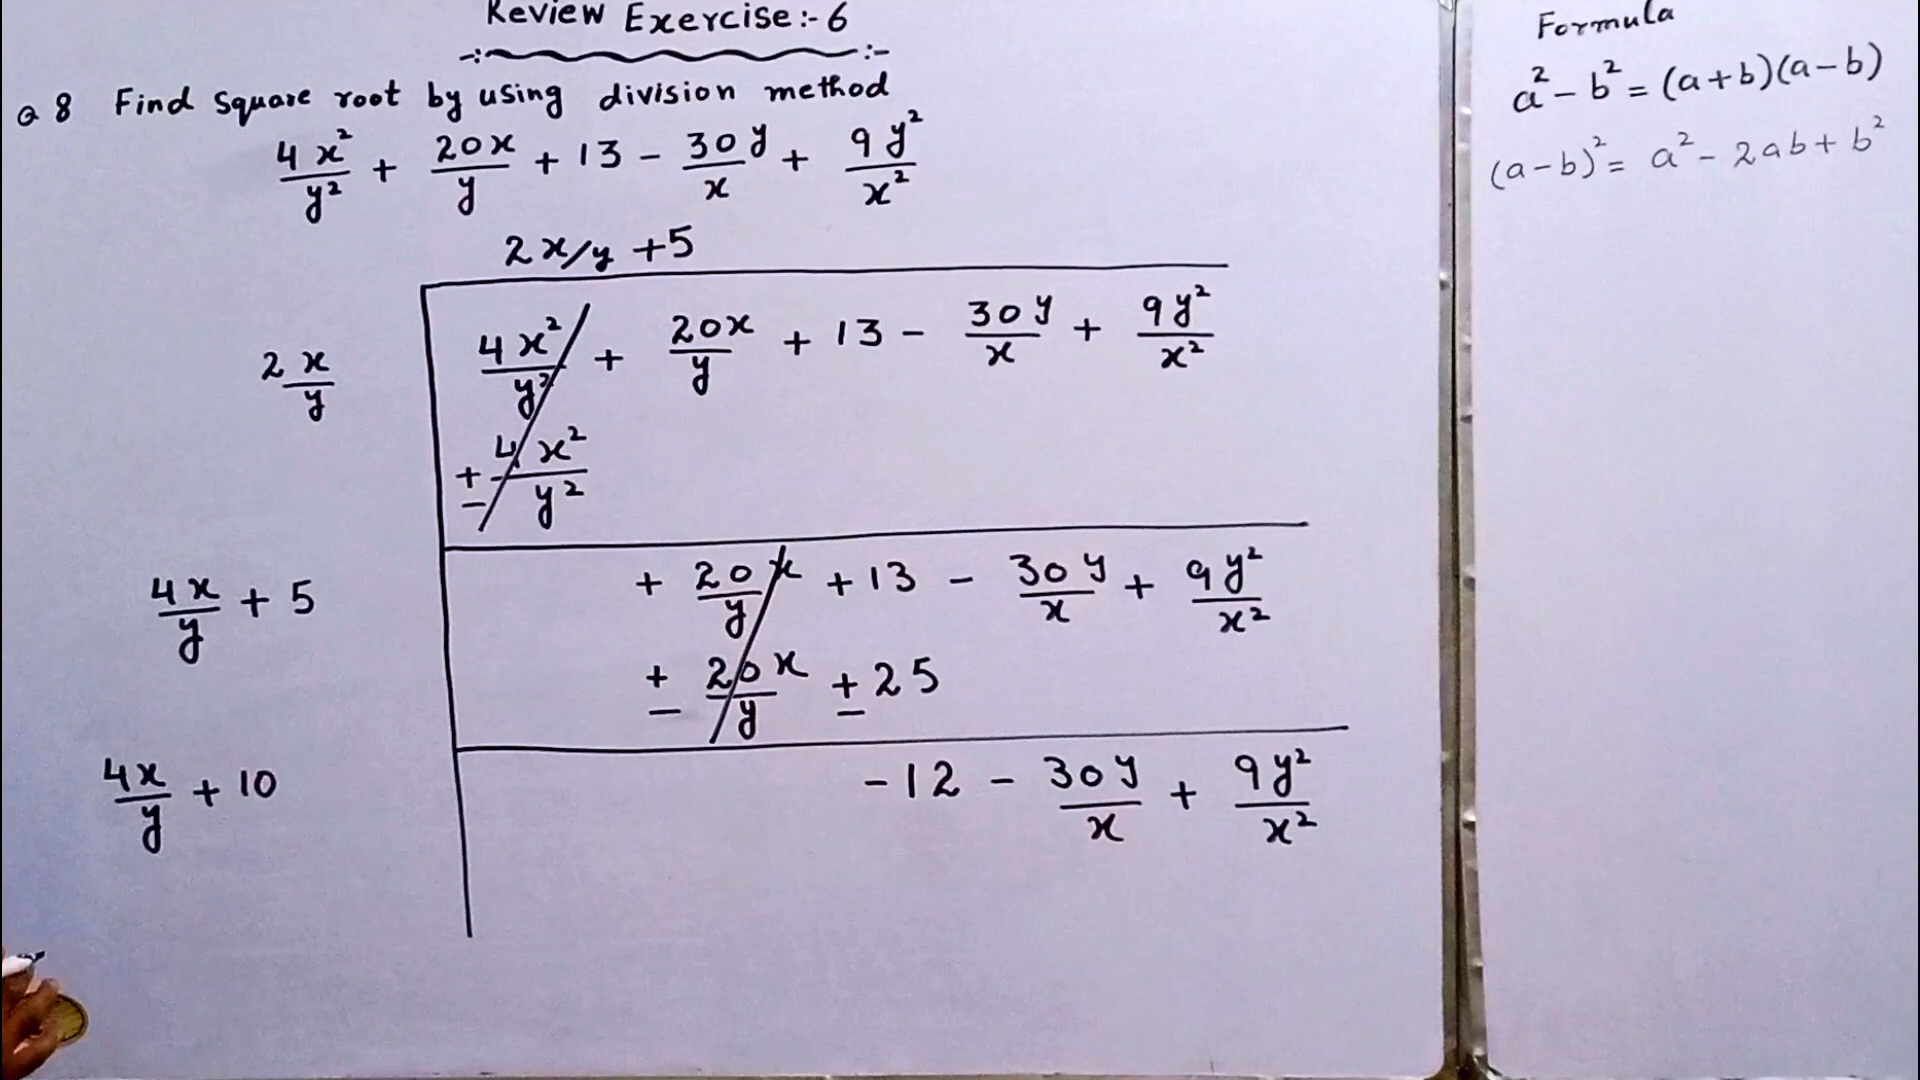 Review Exercise:- 6
Q 8 Find square root by using division method
4x²/y² + 20x/y + 13 - 30y/x + 9y²/x²
2x/y +5
2x/y
4x²/y² + 20x/y + 13 - 30y/x + 9y²/x²
± 4x²/y²
4x/y + 5
+ 20x/y + 13 - 30y/x + 9y²/x²
± 20x/y ± 25
4x/y + 10
-12 - 30y/x + 9y²/x²
Formula
a² - b² = (a+b)(a-b)
(a-b)² = a² - 2ab + b²